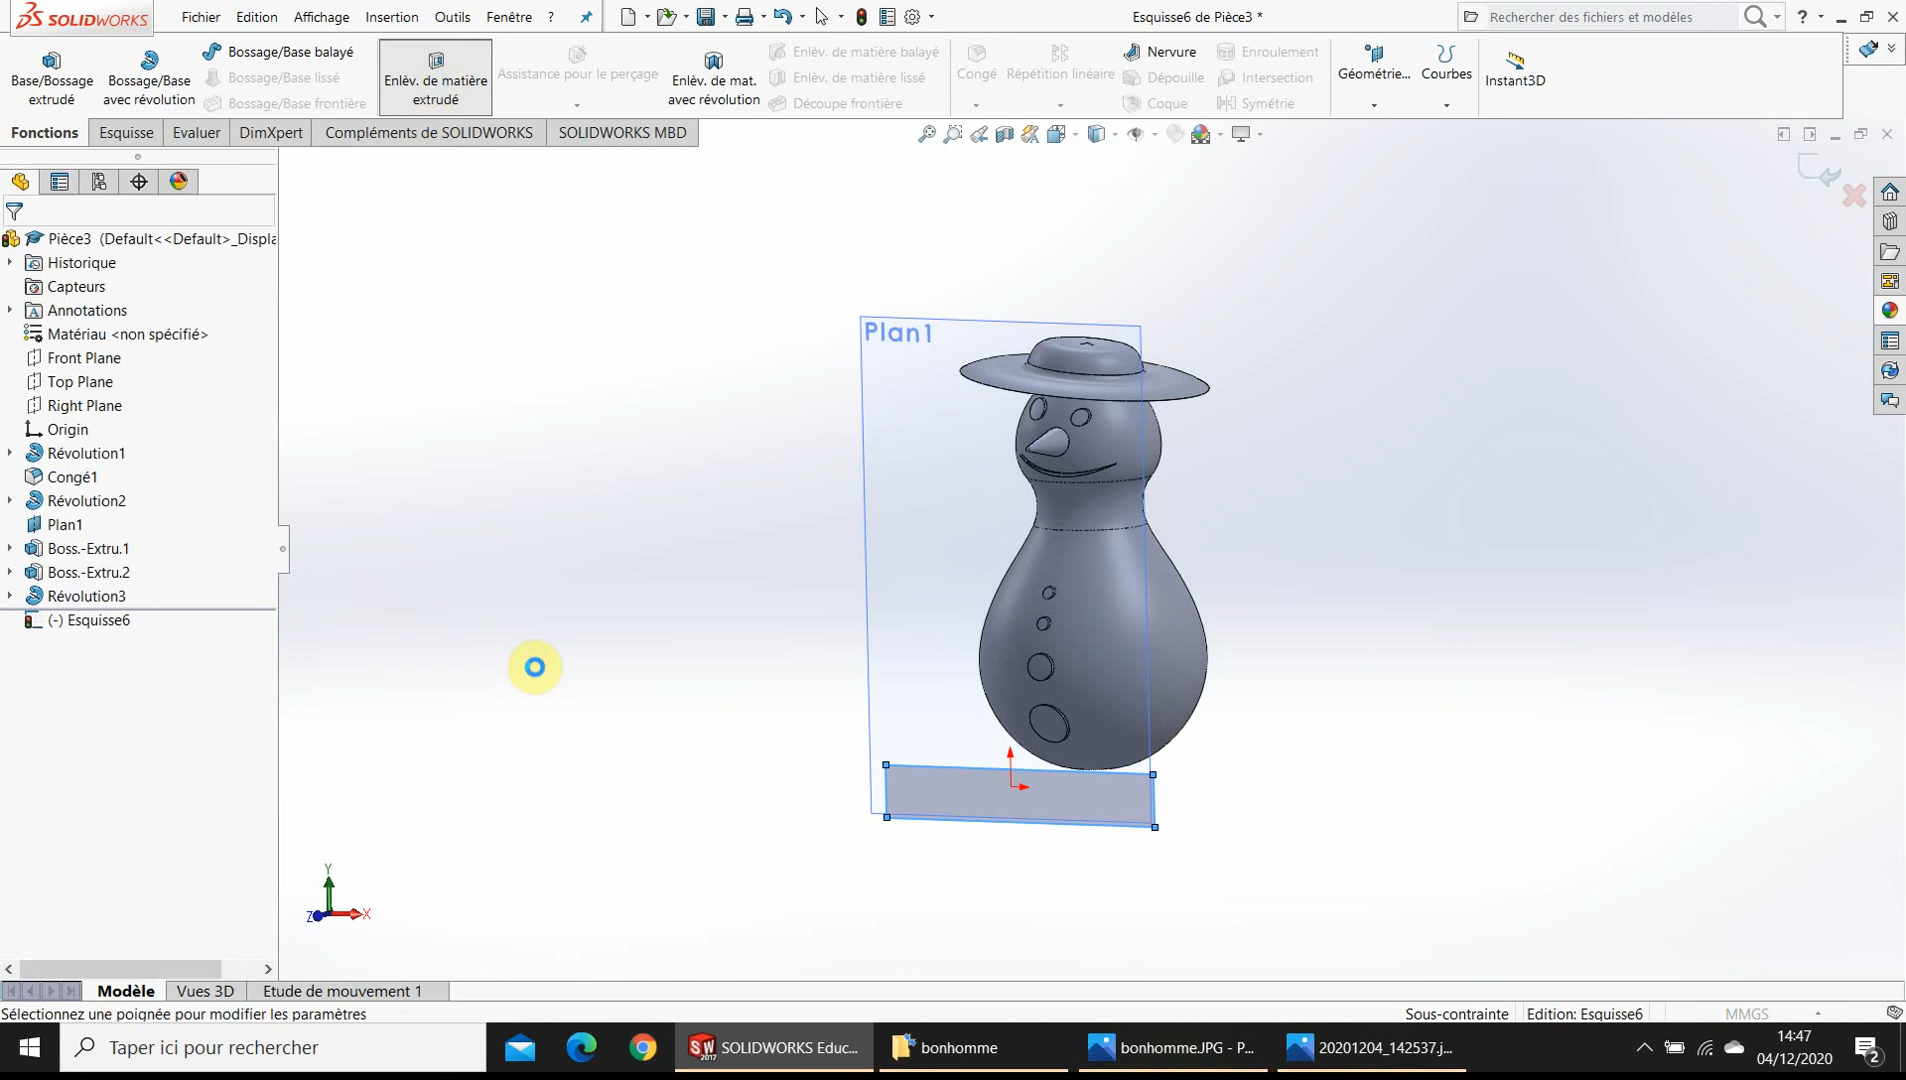 SOLIDWORKS
Fichier Edition Affichage Insertion Outils Fenêtre ?
Esquisse6 de Pièce3 *
Rechercher des fichiers et modèles
Base/Bossage extrudé
Bossage/Base avec révolution
Bossage/Base balayé
Bossage/Base lissé
Bossage/Base frontière
Enlèv. de matière extrudé
Assistance pour le perçage
Enlèv. de mat. avec révolution
Enlèv. de matière balayé
Enlèv. de matière lissé
Découpe frontière
Congé
Répétition linéaire
Nervure
Dépouille
Coque
Enroulement
Intersection
Symétrie
Géométrie...
Courbes
Instant3D
Fonctions Esquisse Evaluer DimXpert Compléments de SOLIDWORKS SOLIDWORKS MBD
Pièce3 (Default<<Default>_Displa
Historique
Capteurs
Annotations
Matériau <non spécifié>
Front Plane
Top Plane
Right Plane
Origin
Révolution1
Congé1
Révolution2
Plan1
Boss.-Extru.1
Boss.-Extru.2
Révolution3
(-) Esquisse6
Plan1
Y
Z X
Modèle Vues 3D Etude de mouvement 1
Sélectionnez une poignée pour modifier les paramètres
Sous-contrainte Edition: Esquisse6 MMGS
Taper ici pour rechercher
SW 2017
SOLIDWORKS Educ...
bonhomme
bonhomme.JPG - P...
20201204_142537.j...
14:47
04/12/2020
2